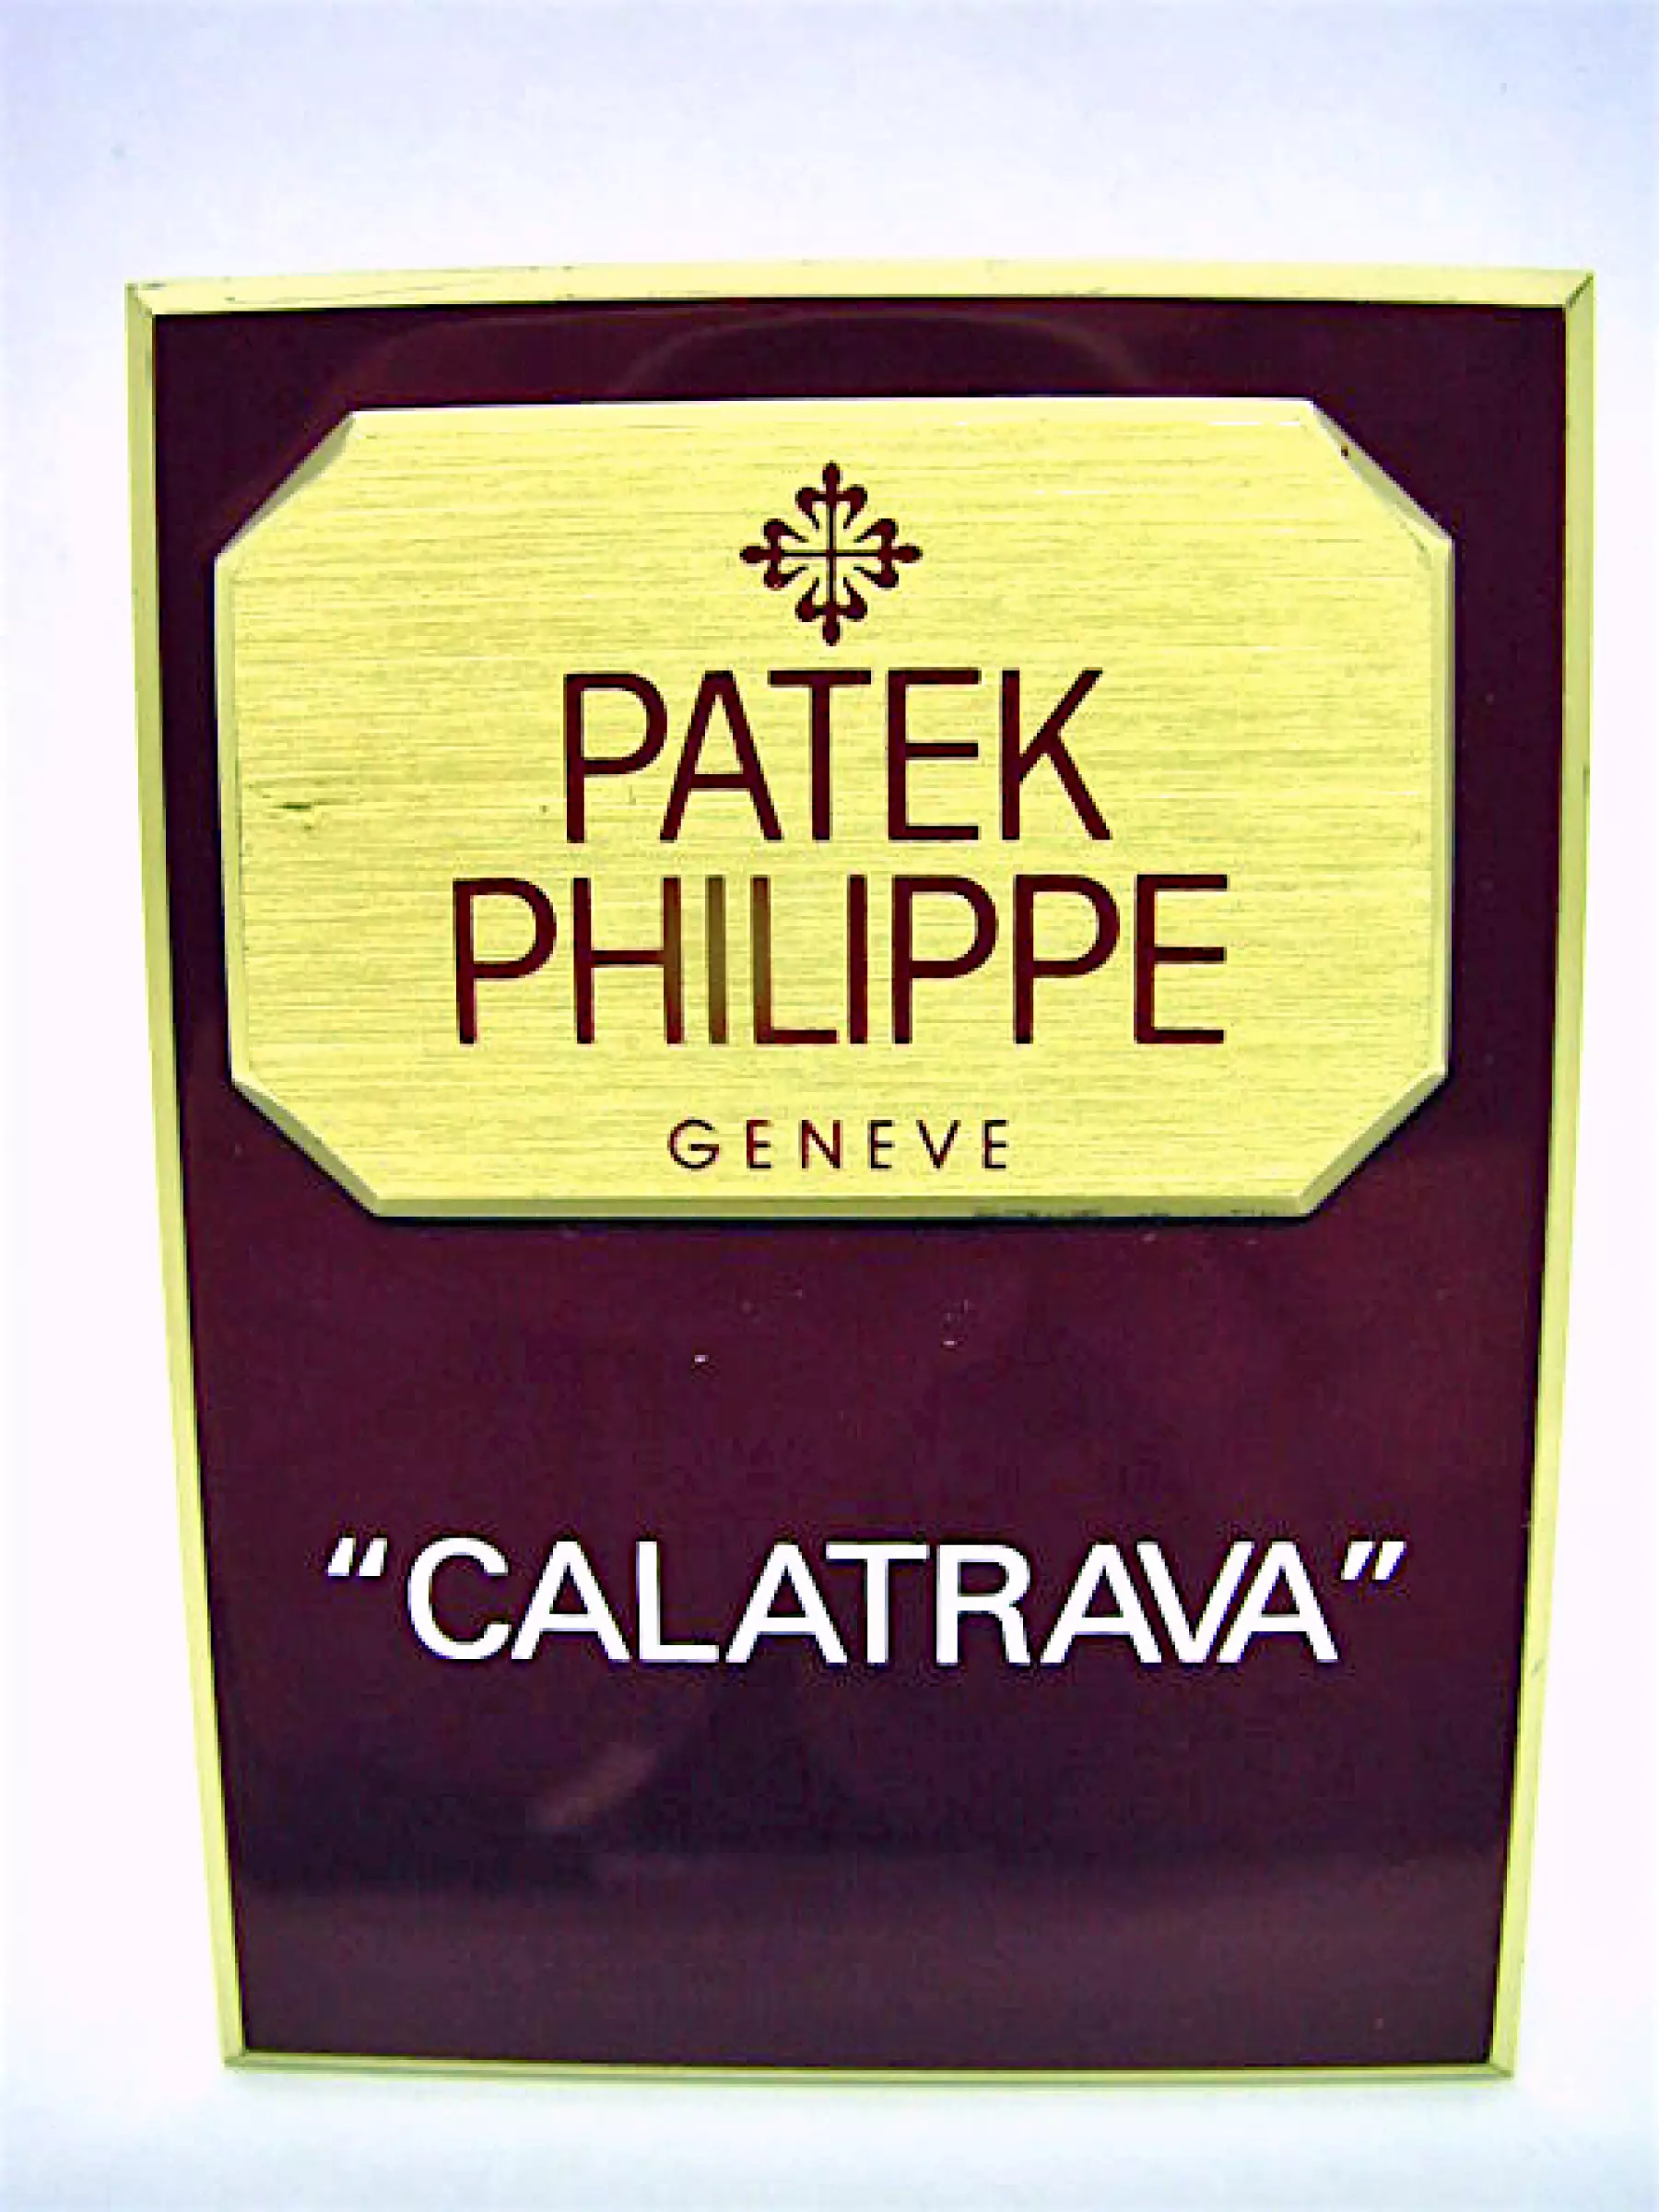 PATEK
PHILIPPE
GENEVE
“CALATRAVA”